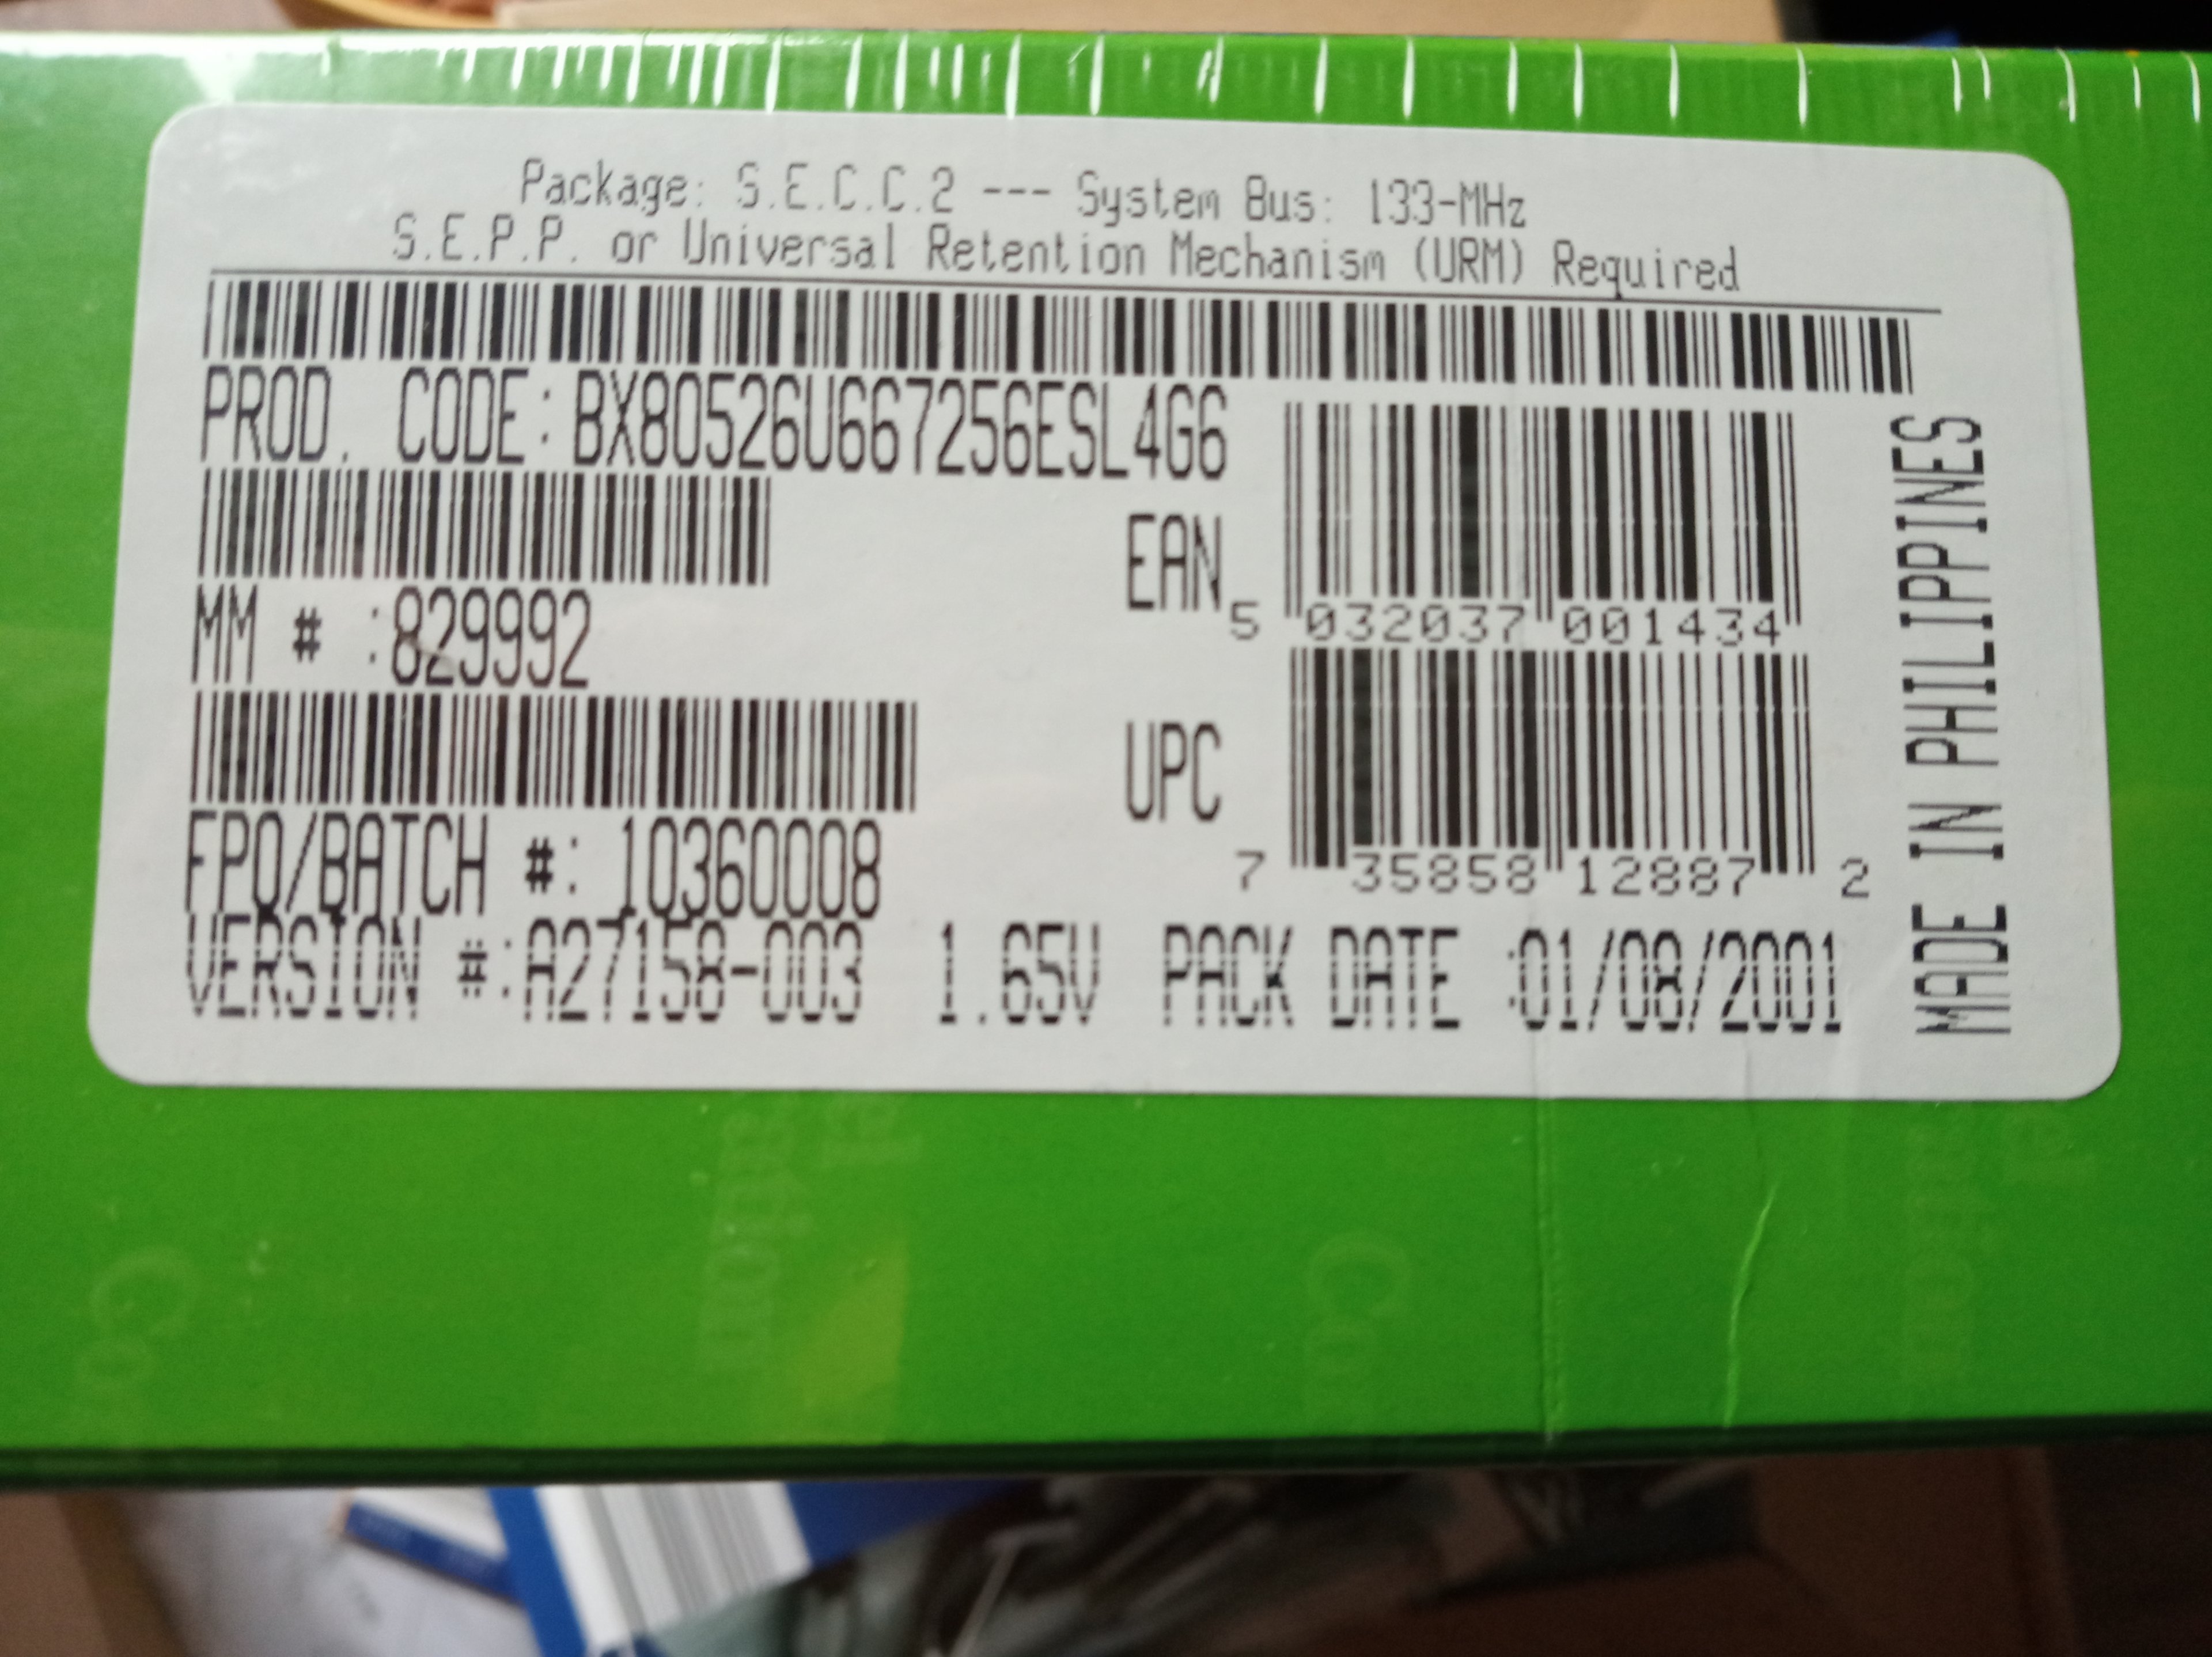 Package: S.E.C.C.2 --- System Bus: 133-MHz
S.E.P.P. or Universal Retention Mechanism (URM) Required
PROD. CODE: BX80526U667256ESL4G6
MM # :829992
EAN
5 032037 001434
FPO/BATCH #: 10360008
UPC
7 35858 12887 2
VERSION #:A27158-003 1.65V PACK DATE :01/08/2001
MADE IN PHILIPPINES